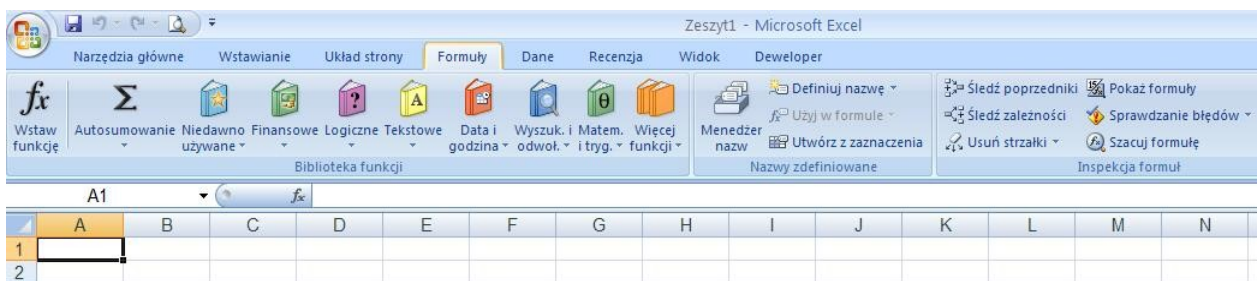 Zeszyt1 - Microsoft Excel
Narzędzia główne Wstawianie Układ strony Formuły Dane Recenzja Widok Deweloper
fx Wstaw funkcję
Σ Autosumowanie
Niedawno używane
Finansowe
? Logiczne
A Tekstowe
Data i godzina
Wyszuk. i odwoł.
θ Matem. i tryg.
Więcej funkcji
Biblioteka funkcji
Menedżer nazw
Definiuj nazwę
Użyj w formule
Utwórz z zaznaczenia
Nazwy zdefiniowane
Śledź poprzedniki
Śledź zależności
Usuń strzałki
Pokaż formuły
Sprawdzanie błędów
Szacuj formułę
Inspekcja formuł
A1 fx
A B C D E F G H I J K L M N
1
2